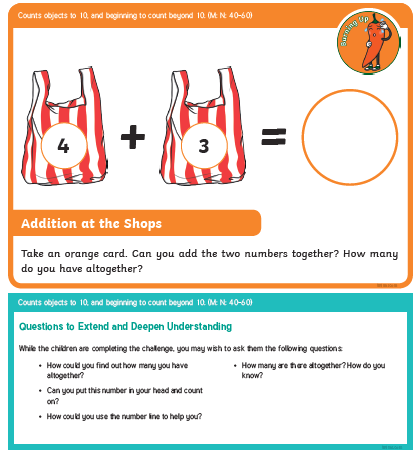 Counts objects to 10, and beginning to count beyond 10. (M: N: 40-60)
Burning Up
4 + 3 =
Addition at the Shops
Take an orange card. Can you add the two numbers together? How many
do you have altogether?
Counts objects to 10, and beginning to count beyond 10. (M: N: 40-60)
Questions to Extend and Deepen Understanding
While the children are completing the challenge, you may wish to ask them the following questions:
• How could you find out how many you have
altogether?
• Can you put this number in your head and count
on?
• How could you use the number line to help you?
• How many are there altogether? How do you
know?